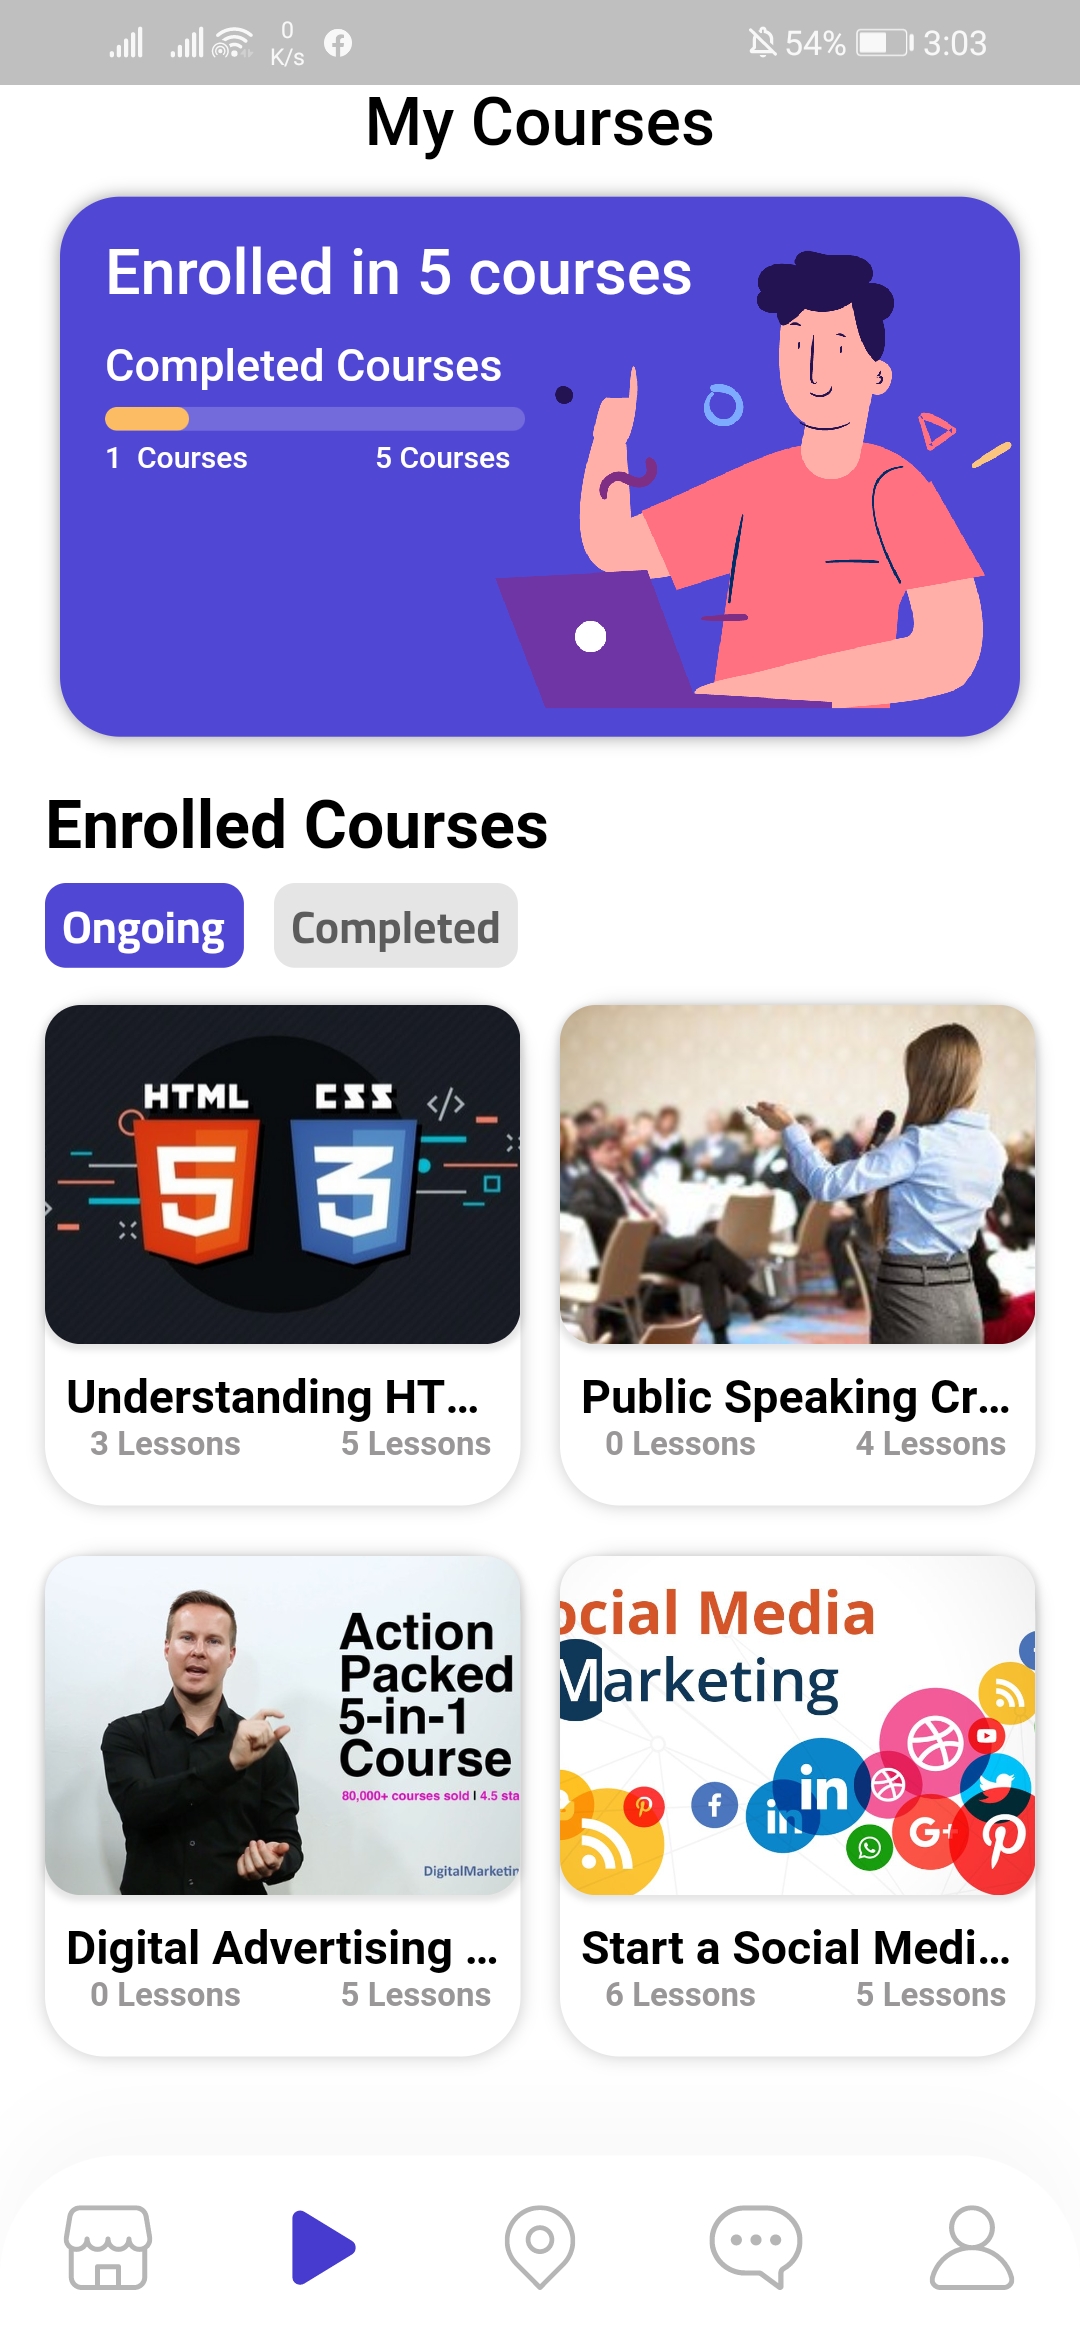 0
K/s
54%
3:03
My Courses
Enrolled in 5 courses
Completed Courses
1 Courses
5 Courses
Enrolled Courses
Ongoing
Completed
HTML
CSS
</>
5
3
Understanding HT...
3 Lessons
5 Lessons
Public Speaking Cr...
0 Lessons
4 Lessons
Action
Packed
5-in-1
Course
80,000+ courses sold | 4.5 sta
DigitalMarketin
Digital Advertising ...
0 Lessons
5 Lessons
ocial Media
Marketing
in
in
f
G+
Start a Social Medi...
6 Lessons
5 Lessons